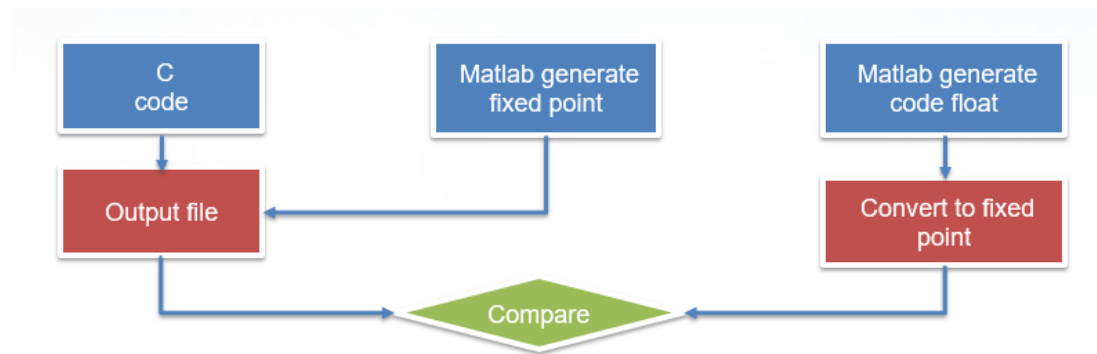 C
code
Matlab generate
fixed point
Matlab generate
code float
Output file
Convert to fixed
point
Compare